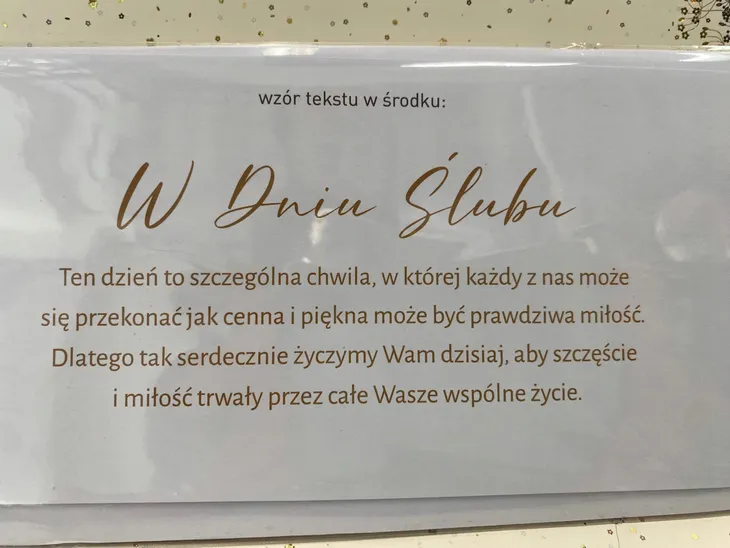 wzór tekstu w środku:
W Dniu Ślubu
Ten dzień to szczególna chwila, w której każdy z nas może
się przekonać jak cenna i piękna może być prawdziwa miłość.
Dlatego tak serdecznie życzymy Wam dzisiaj, aby szczęście
i miłość trwały przez całe Wasze wspólne życie.